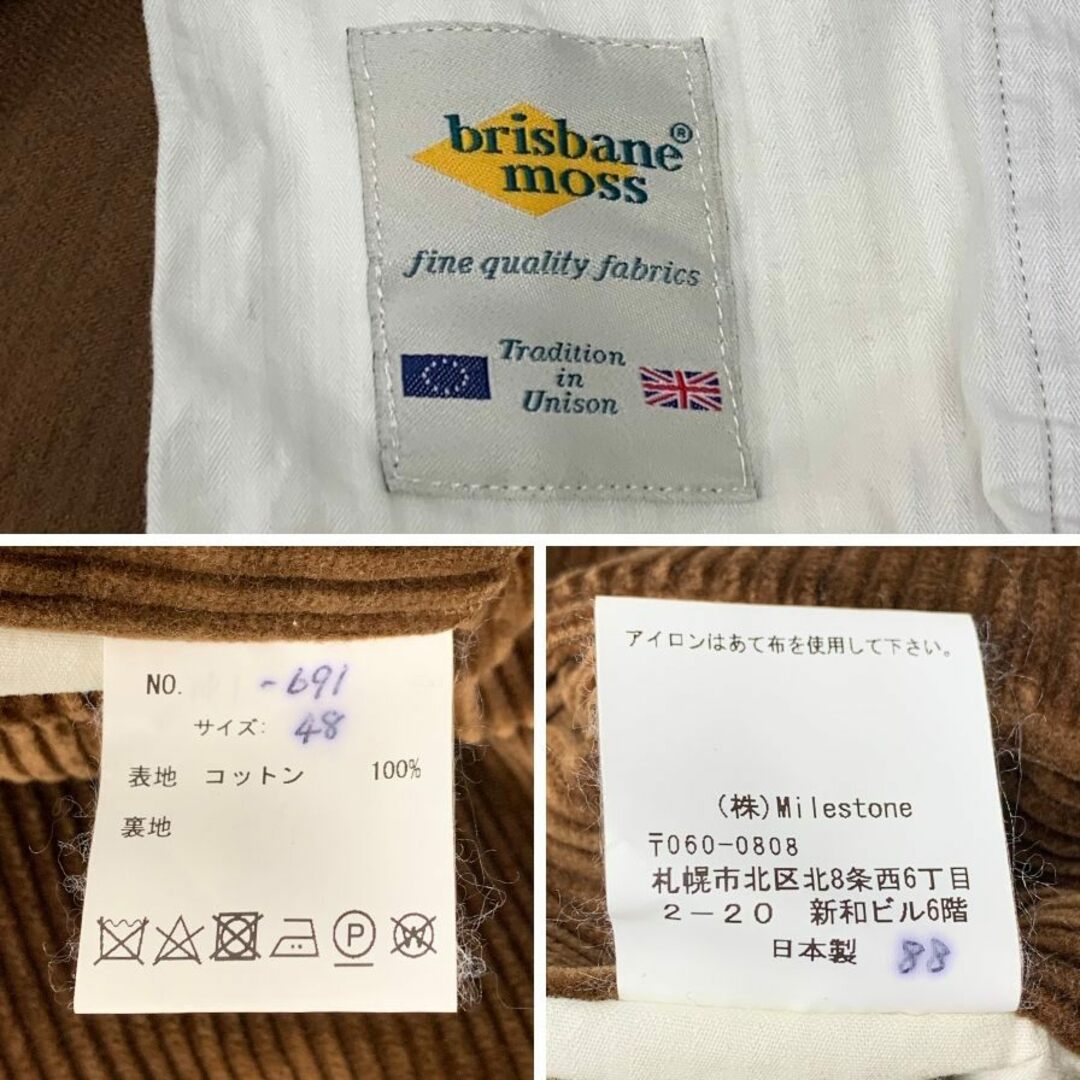 brisbane®
moss
fine quality fabrics
Tradition
in
Unison
NO. -691
サイズ: 48
表地 コットン 100%
裏地
P W
アイロンはあて布を使用して下さい。
(株)Milestone
〒060-0808
札幌市北区北8条西6丁目
2-20 新和ビル6階
日本製 88